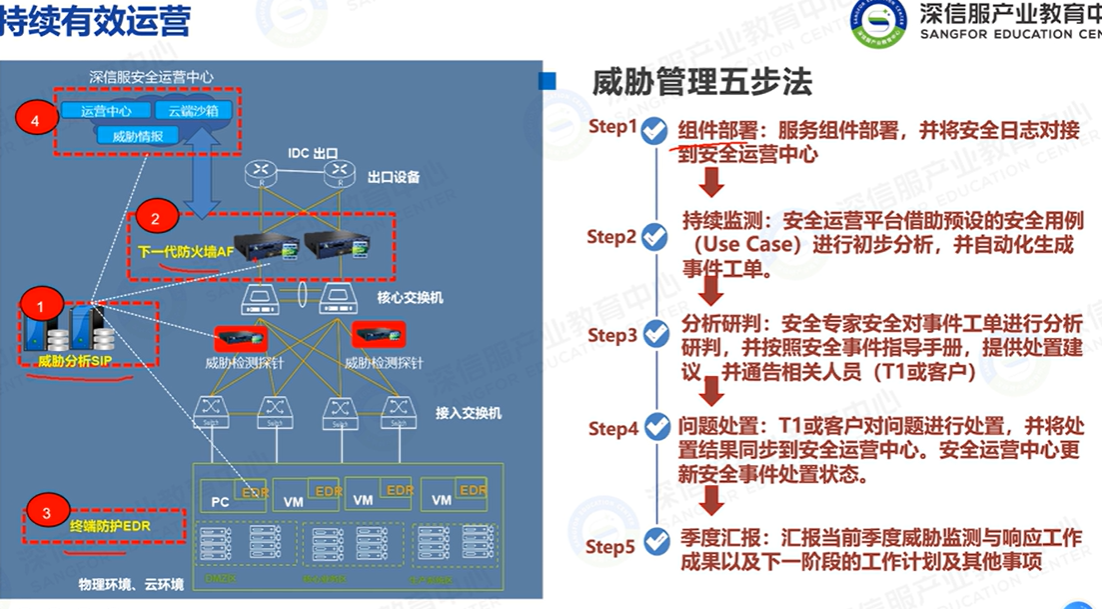 持续有效运营
深信服产业教育中
SANGFOR EDUCATION CEN
深信服安全运营中心
4
运营中心
云端沙箱
威胁情报
IDC 出口
R
R
出口设备
2
下一代防火墙AF
核心交换机
1
威胁分析SIP
威胁检测探针
威胁检测探针
接入交换机
Switch
Switch
Switch
Switch
PC
EDR
VM
EDR
VM
EDR
VM
EDR
3
终端防护EDR
DMZ区
物理环境、云环境
威胁管理五步法
Step1
组件部署：服务组件部署，并将安全日志对接
到安全运营中心
Step2
持续监测：安全运营平台借助预设的安全用例
（Use Case）进行初步分析，并自动化生成
事件工单。
Step3
分析研判：安全专家安全对事件工单进行分析
研判，并按照安全事件指导手册，提供处置建
议，并通告相关人员（T1或客户）
Step4
问题处置：T1或客户对问题进行处置，并将处
置结果同步到安全运营中心。安全运营中心更
新安全事件处置状态。
Step5
季度汇报：汇报当前季度威胁监测与响应工作
成果以及下一阶段的工作计划及其他事项